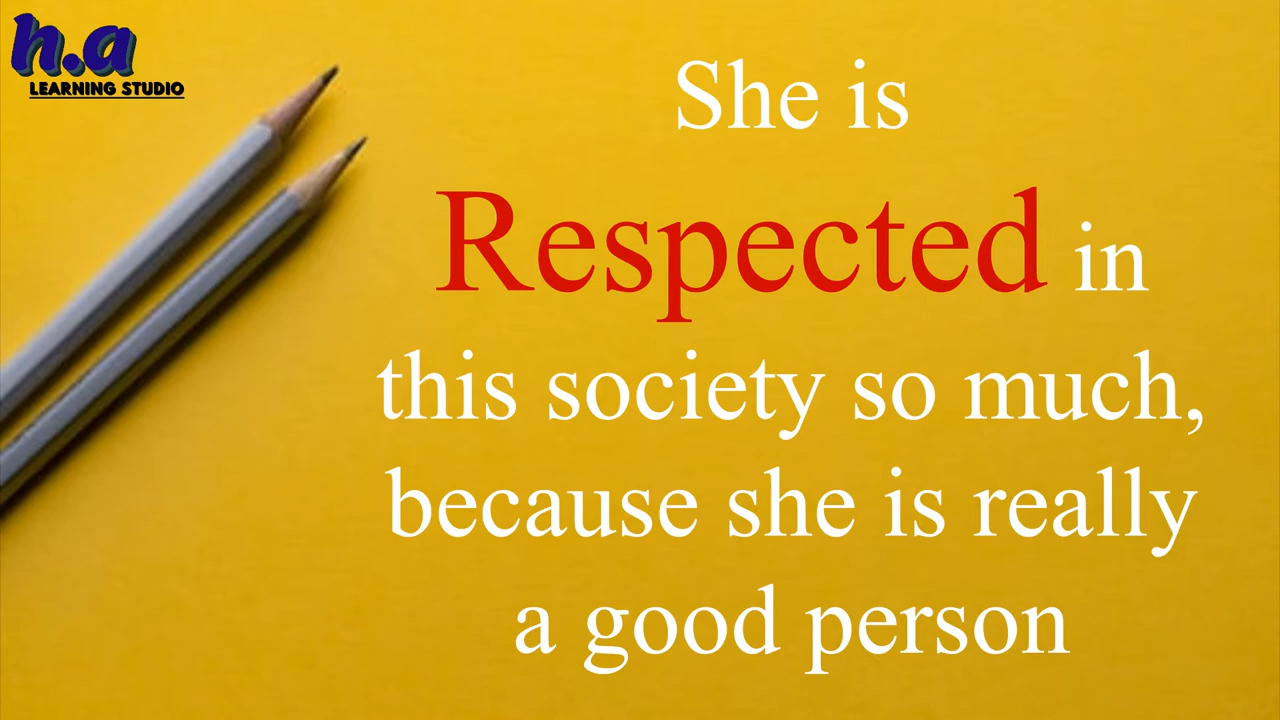 h.a
LEARNING STUDIO
She is
Respected in
this society so much,
because she is really
a good person